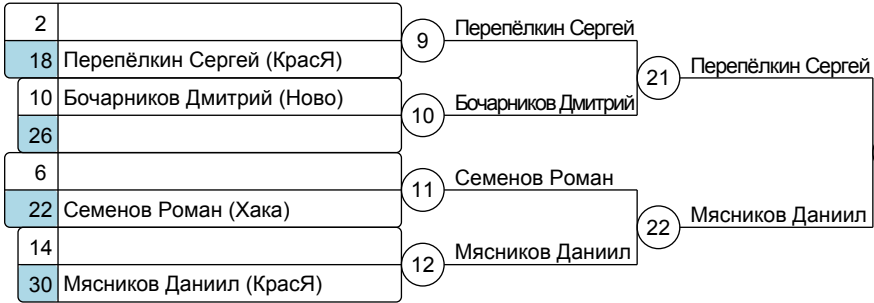 2
18 Перепёлкин Сергей (КрасЯ)
9 Перепёлкин Сергей
10 Бочарников Дмитрий (Ново)
26
10 Бочарников Дмитрий
21 Перепёлкин Сергей
6
22 Семенов Роман (Хака)
11 Семенов Роман
14
30 Мясников Даниил (КрасЯ)
12 Мясников Даниил
22 Мясников Даниил